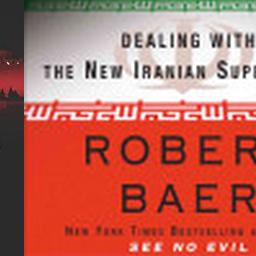 DEALING WITH
THE NEW IRANIAN SUPE
ROBER
BAER
NEW YORK TIMES BESTSELLING
SEE NO EVIL